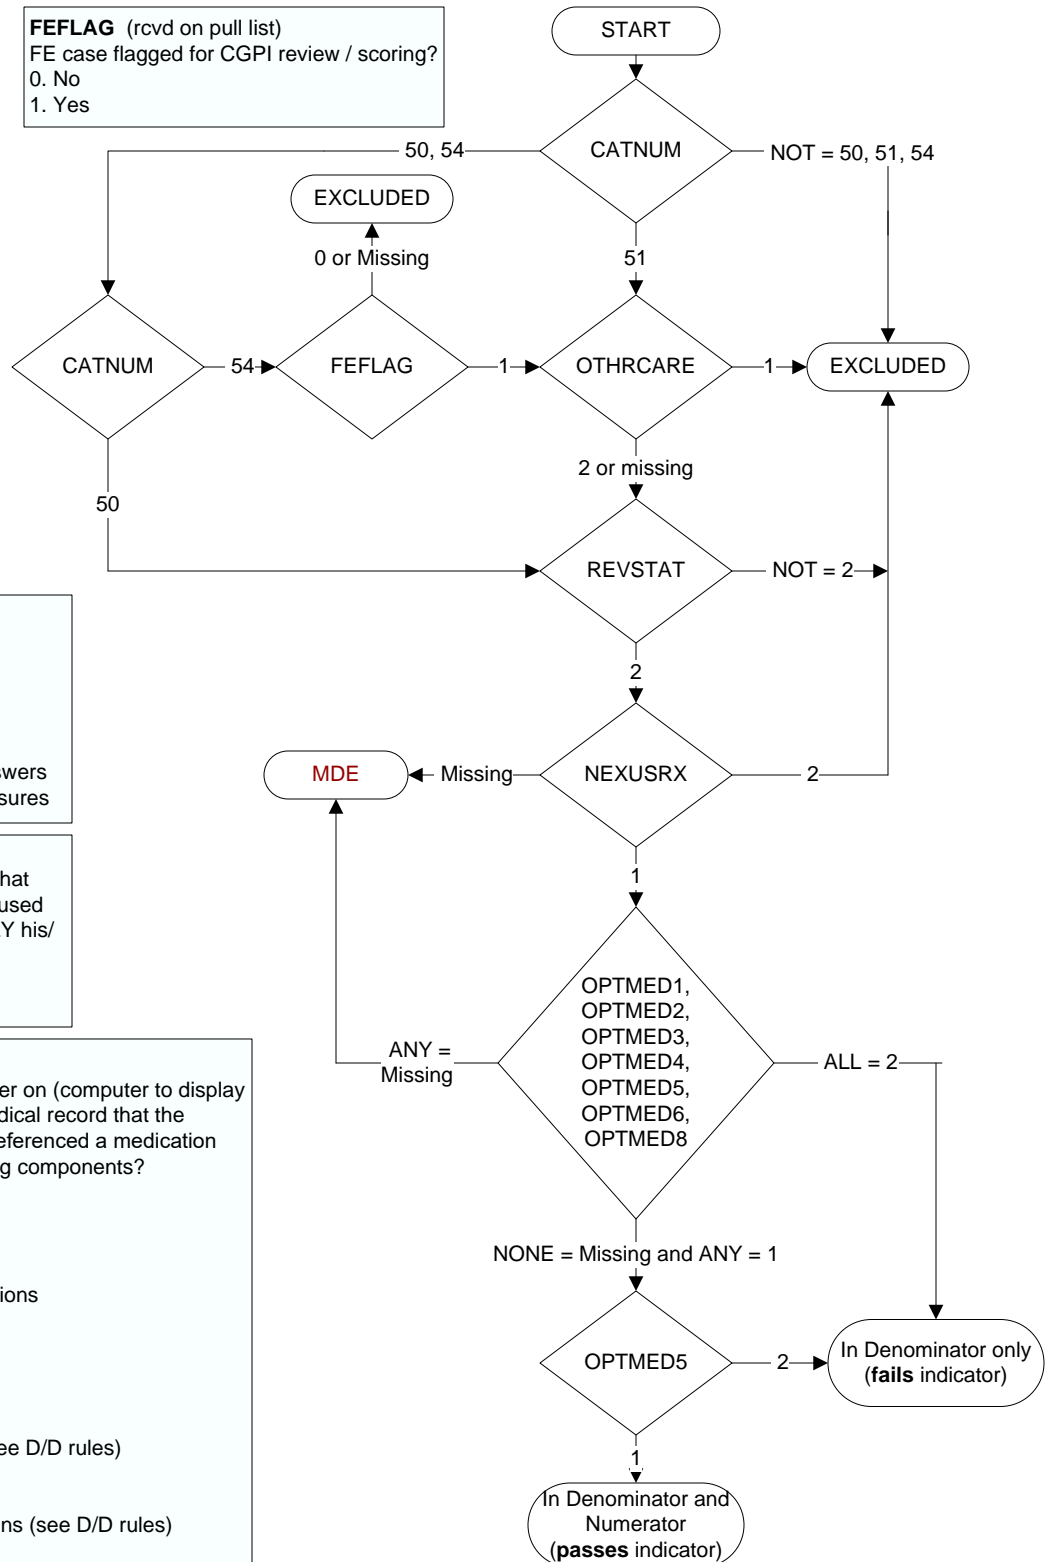 FEFLAG (rcvd on pull list)
FE case flagged for CGPI review / scoring?
0. No
1. Yes
START
CATNUM
50, 54
NOT = 50, 51, 54
EXCLUDED
0 or Missing
51
CATNUM
54
FEFLAG
1
OTHRCARE
1
EXCLUDED
2 or missing
50
REVSTAT
NOT = 2
2
swers
sures
MDE
Missing
NEXUSRX
2
1
hat
used
Y his/
OPTMED1,
OPTMED2,
OPTMED3,
OPTMED4,
OPTMED5,
OPTMED6,
OPTMED8
ANY =
Missing
ALL = 2
er on (computer to display
dical record that the
eferenced a medication
g components?
tions
ee D/D rules)
ns (see D/D rules)
NONE = Missing and ANY = 1
OPTMED5
2
In Denominator only
(fails indicator)
1
In Denominator and
Numerator
(passes indicator)